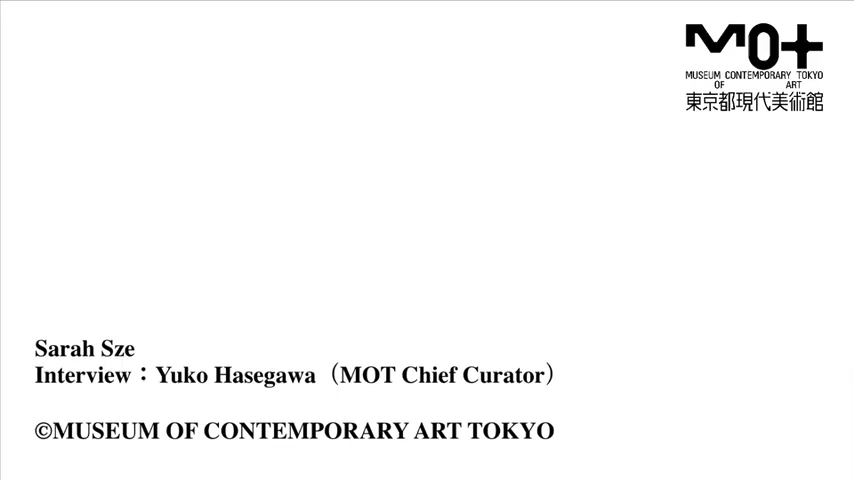 MOT
MUSEUM CONTEMPORARY TOKYO
OF ART
東京都現代美術館
Sarah Sze
Interview：Yuko Hasegawa（MOT Chief Curator）
©MUSEUM OF CONTEMPORARY ART TOKYO